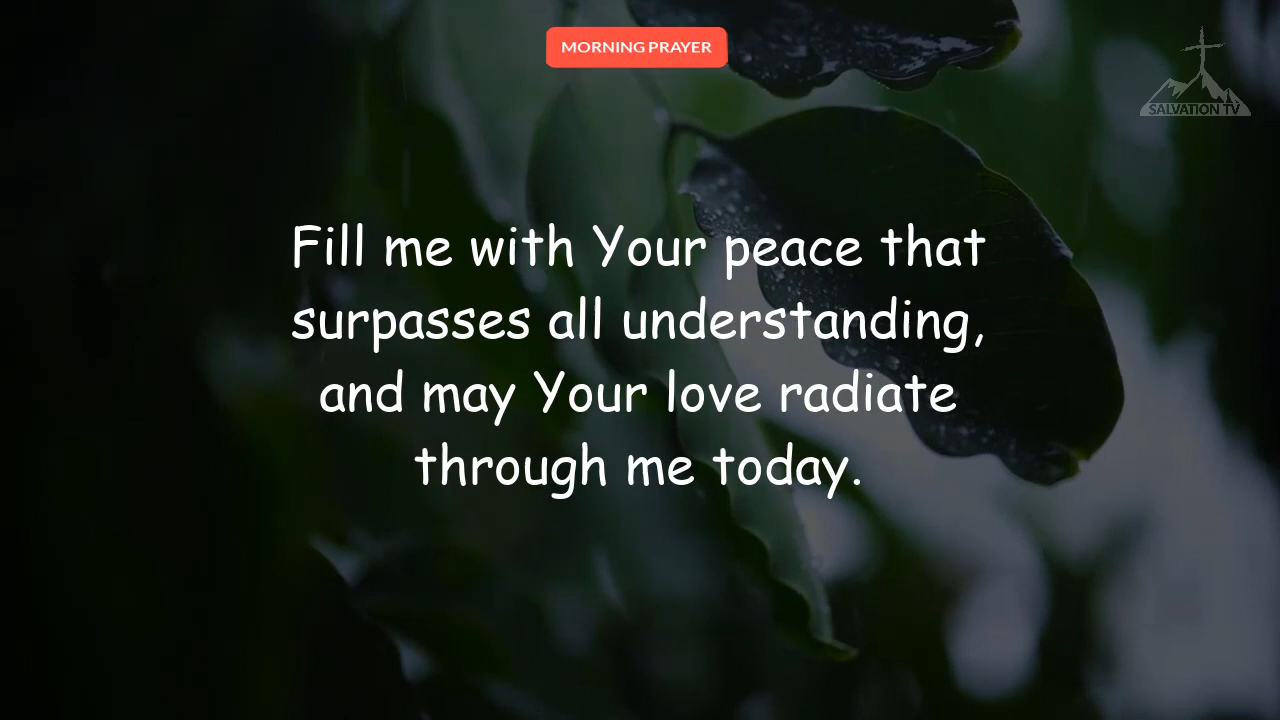 MORNING PRAYER
SALVATION TV
Fill me with Your peace that
surpasses all understanding,
and may Your love radiate
through me today.